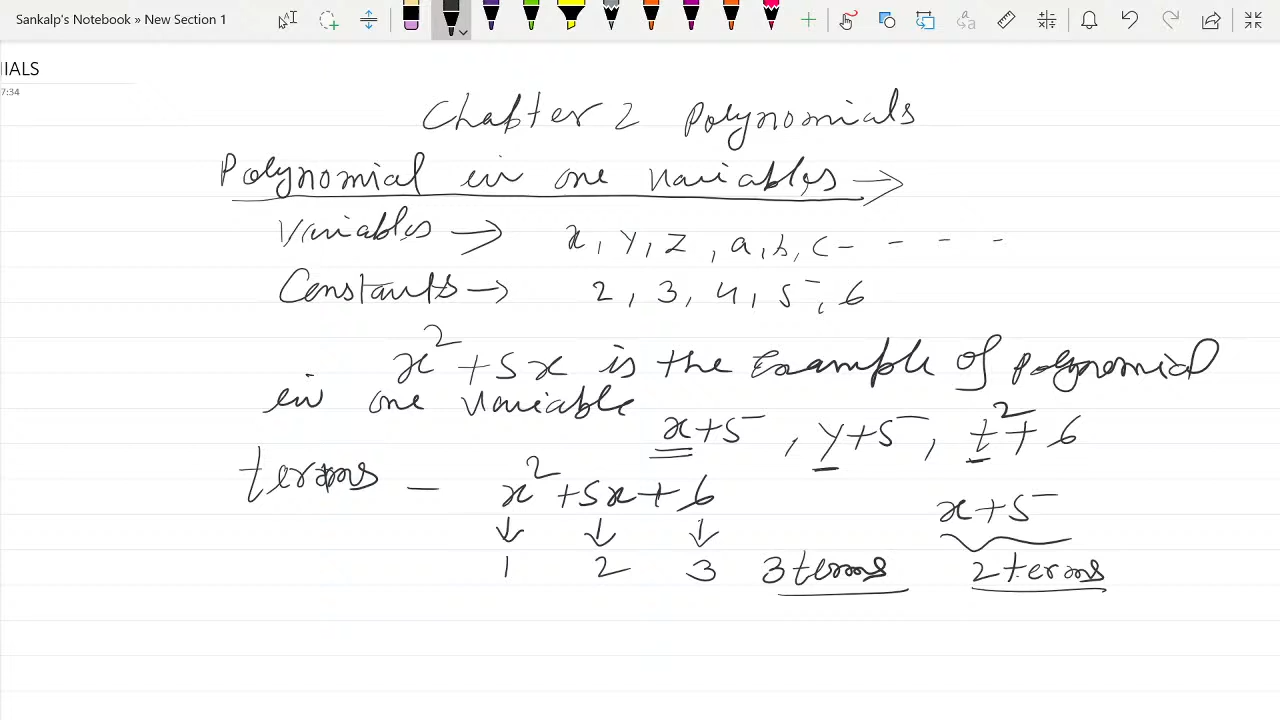 Sankalp's Notebook » New Section 1
IALS
7:34
Chapter 2 Polynomials
Polynomial in one variables →
Variables → x, y, z, a, b, c - - - -
Constants → 2, 3, 4, 5, 6
x² + 5x is the Example of polynomial
in one variable
x+5, y+5, t²+6
terms - x² + 5x + 6
x+5
↓ ↓ ↓
1 2 3 3 terms 2 terms